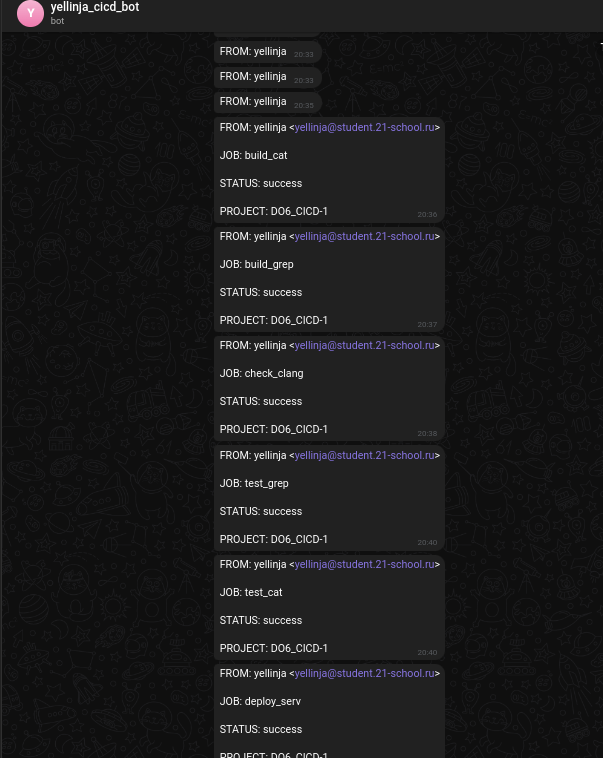 Y
yellinja_cicd_bot
bot
FROM: yellinja 20:33
FROM: yellinja 20:33
FROM: yellinja 20:35
FROM: yellinja <yellinja@student.21-school.ru>
JOB: build_cat
STATUS: success
PROJECT: DO6_CICD-1 20:36
FROM: yellinja <yellinja@student.21-school.ru>
JOB: build_grep
STATUS: success
PROJECT: DO6_CICD-1 20:37
FROM: yellinja <yellinja@student.21-school.ru>
JOB: check_clang
STATUS: success
PROJECT: DO6_CICD-1 20:38
FROM: yellinja <yellinja@student.21-school.ru>
JOB: test_grep
STATUS: success
PROJECT: DO6_CICD-1 20:40
FROM: yellinja <yellinja@student.21-school.ru>
JOB: test_cat
STATUS: success
PROJECT: DO6_CICD-1 20:40
FROM: yellinja <yellinja@student.21-school.ru>
JOB: deploy_serv
STATUS: success
PROJECT: DO6_CICD-1